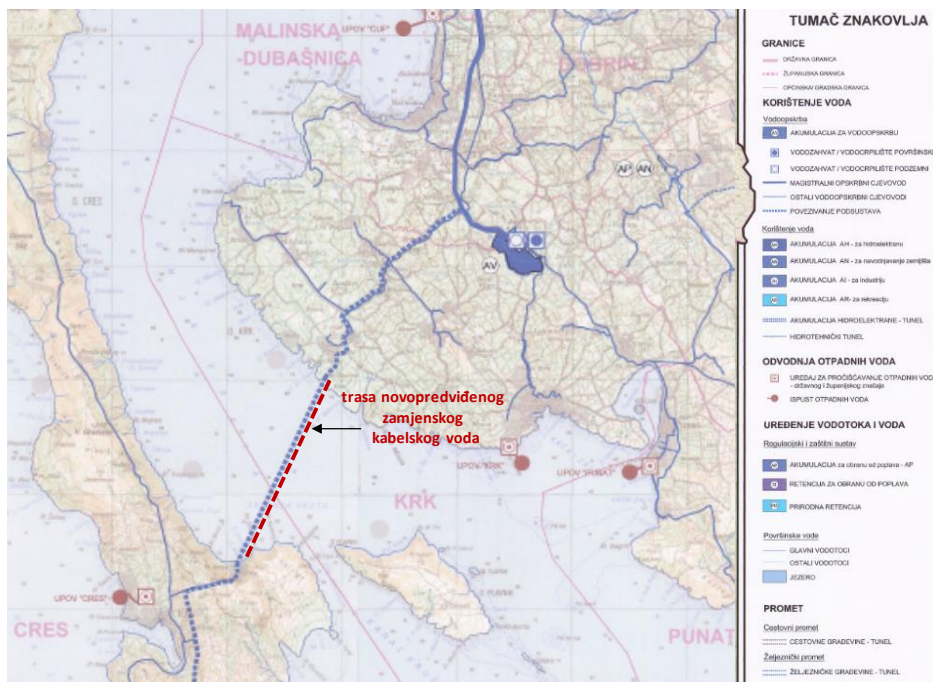 MALINSKA
-DUBAŠNICA
DOBRINJ
O. CRES
AP AN
AV
O. KRK
trasa novopredviđenog
zamjenskog
kabelskog voda
UPOV "KRK"
KRK
UPOV "CRES"
CRES
PUNAT
TUMAČ ZNAKOVLJA
GRANICE
DRŽAVNA GRANICA
ŽUPANIJSKA GRANICA
OPĆINSKA/ GRADSKA GRANICA
KORIŠTENJE VODA
Vodoopskrba
AKUMULACIJA ZA VODOOPSKRBU
VODOZAHVAT / VODOCRPILIŠTE POVRŠINSKI
VODOZAHVAT / VODOCRPILIŠTE PODZEMNI
MAGISTRALNI OPSKRBNI CJEVOVOD
OSTALI VODOOPSKRBNI CJEVOVODI
POVEZIVANJE PODSUSTAVA
Korištenje voda
AKUMULACIJA AH - za hidroelektranu
AKUMULACIJA AN - za navodnjavanje zemljišta
AKUMULACIJA AI - za industriju
AKUMULACIJA AR- za rekreaciju
AKUMULACIJA HIDROELEKTRANE - TUNEL
HIDROTEHNIČKI TUNEL
ODVODNJA OTPADNIH VODA
UREĐAJ ZA PROČIŠĆAVANJE OTPADNIH VOD
- državnog i županijskog značaja
ISPUST OTPADNIH VODA
UREĐENJE VODOTOKA I VODA
Regulacijski i zaštitni sustav
AKUMULACIJA za obranu od poplava - AP
RETENCIJA ZA OBRANU OD POPLAVA
PRIRODNA RETENCIJA
Površinske vode
GLAVNI VODOTOCI
OSTALI VODOTOCI
JEZERO
PROMET
Cestovni promet
CESTOVNE GRAĐEVINE - TUNEL
Željeznički promet
ŽELJEZNIČKE GRAĐEVINE - TUNEL